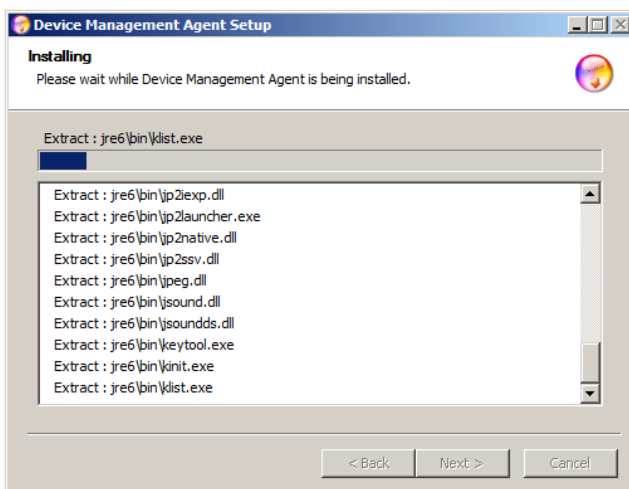 Device Management Agent Setup
Installing
Please wait while Device Management Agent is being installed.
Extract : jre6\bin\klist.exe
Extract : jre6\bin\jp2iexp.dll
Extract : jre6\bin\jp2launcher.exe
Extract : jre6\bin\jp2native.dll
Extract : jre6\bin\jp2ssv.dll
Extract : jre6\bin\jpeg.dll
Extract : jre6\bin\jsound.dll
Extract : jre6\bin\jsoundds.dll
Extract : jre6\bin\keytool.exe
Extract : jre6\bin\kinit.exe
Extract : jre6\bin\klist.exe
< Back Next > Cancel